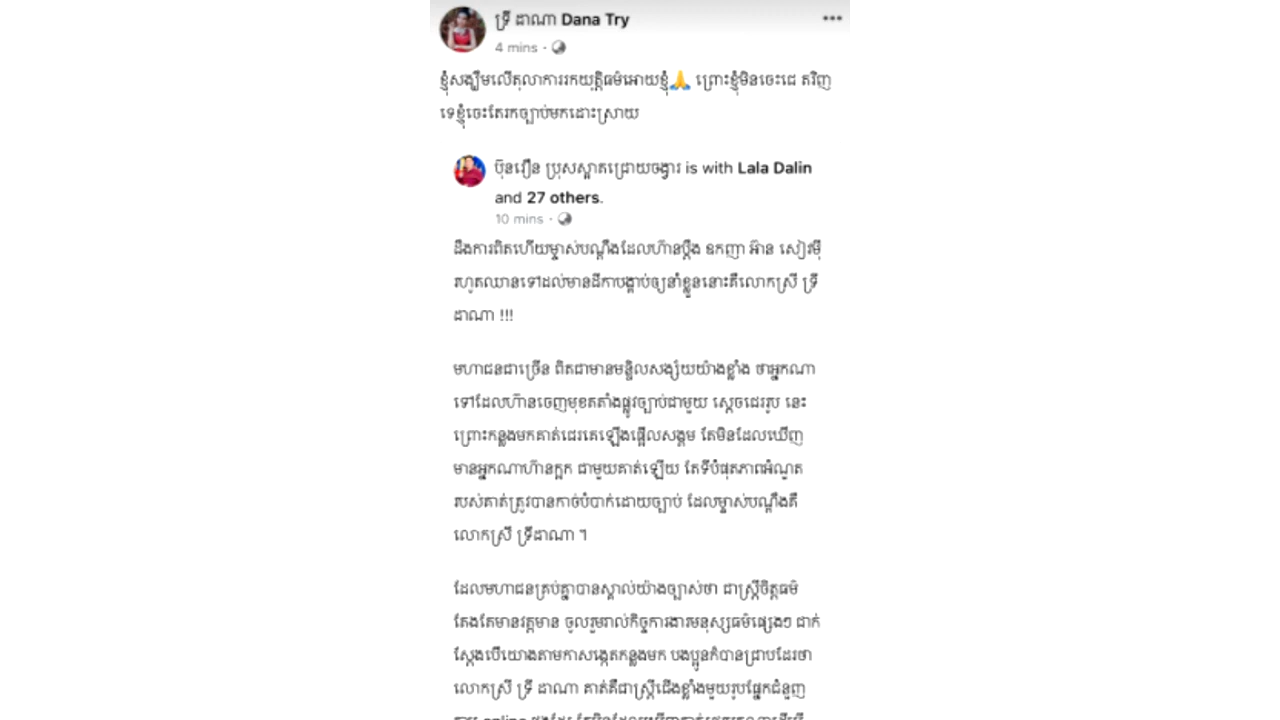 ទ្រី ដាណា Dana Try
4 mins ·
ខ្ញុំសង្ឃឹមលើតុលាការរកយុត្តិធម៌អោយខ្ញុំ🙏 ព្រោះខ្ញុំមិនចេះជេ តវិញ
ទេខ្ញុំចេះតែរកច្បាប់មកដោះស្រាយ
ប៊ុនរឿន ប្រុសស្អាតជ្រោយចង្វារ is with Lala Dalin
and 27 others.
10 mins ·
ដឹងការពិតហើយម្ចាស់បណ្ដឹងដែលហ៊ានប្ដឹង ឧកញា អ៊ាន សៀវម៉ី
រហូតឈានទៅដល់មានដីកាបង្គាប់ឲ្យនាំខ្លួននោះគឺលោកស្រី ទ្រី
ដាណា !!!
មហាជនជាច្រើន ពិតជាមានមន្ទិលសង្ស័យយ៉ាងខ្លាំង ថាអ្នកណា
ទៅដែលហ៊ានចេញមុខតតាំងផ្លូវច្បាប់ជាមួយ ស្ដេចជេររូប នេះ
ព្រោះកន្លងមកគាត់ជេរគេឡើងផ្អើលសង្គម តែមិនដែលឃើញ
មានអ្នកណាហ៊ានក្អក ជាមួយគាត់ឡើយ តែទីបំផុតភាពអំណួត
របស់គាត់ត្រូវបានកាច់បំបាក់ដោយច្បាប់ ដែលម្ចាស់បណ្ដឹងគឺ
លោកស្រី ទ្រីដាណា ។
ដែលមហាជនគ្រប់គ្នាបានស្គាល់យ៉ាងច្បាស់ថា ជាស្ត្រីចិត្តធម៌
តែងតែមានវត្តមាន ចូលរួមរាល់កិច្ចការងារមនុស្សធម៌ផ្សេងៗ ជាក់
ស្ដែងបើយោងតាមកាសង្កេតកន្លងមក បងប្អូនក៏បានជ្រាបដែរថា
លោកស្រី ទ្រី ដាណា គាត់គឺជាស្ត្រីជើងខ្លាំងមួយរូបផ្នែកជំនួញ